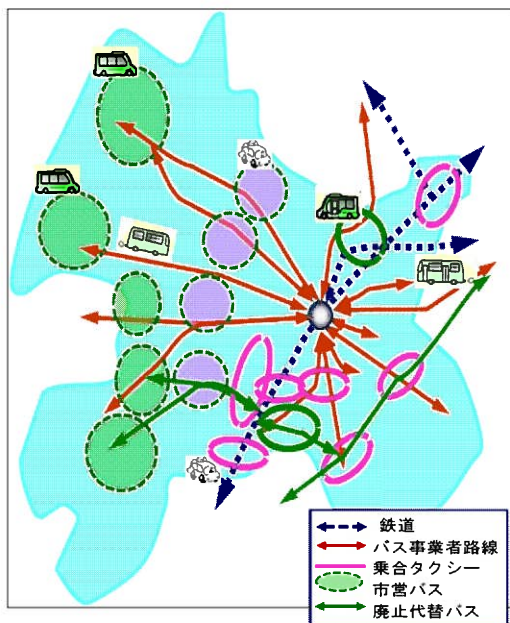 鉄道
バス事業者路線
乗合タクシー
市営バス
廃止代替バス